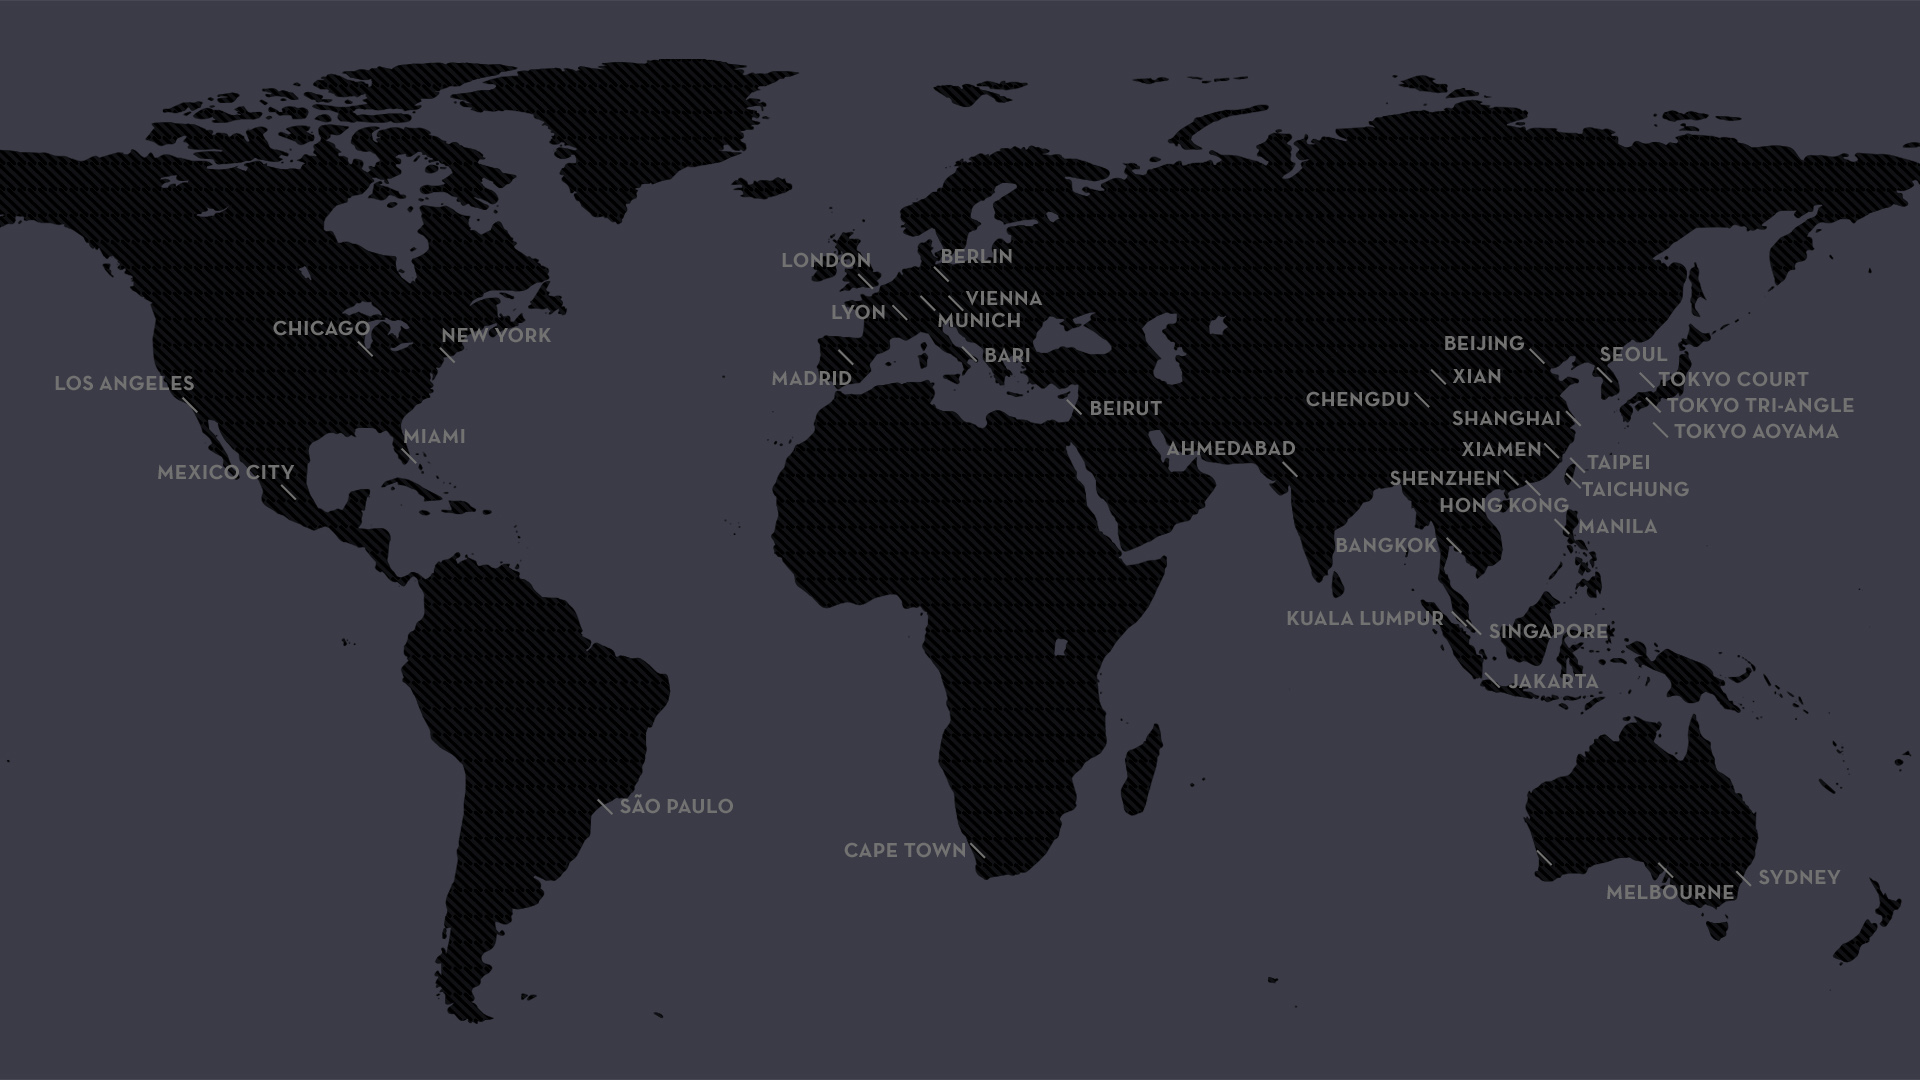 BERLIN
LONDON
VIENNA
LYON
MUNICH
CHICAGO
NEW YORK
BEIJING
SEOUL
BARI
XIAN
MADRID
TOKYO COURT
LOS ANGELES
CHENGDU
TOKYO TRI-ANGLE
BEIRUT
SHANGHAI
TOKYO AOYAMA
MIAMI
AHMEDABAD
XIAMEN
TAIPEI
MEXICO CITY
SHENZHEN
TAICHUNG
HONG KONG
MANILA
BANGKOK
KUALA LUMPUR
SINGAPORE
JAKARTA
SÃO PAULO
CAPE TOWN
SYDNEY
MELBOURNE